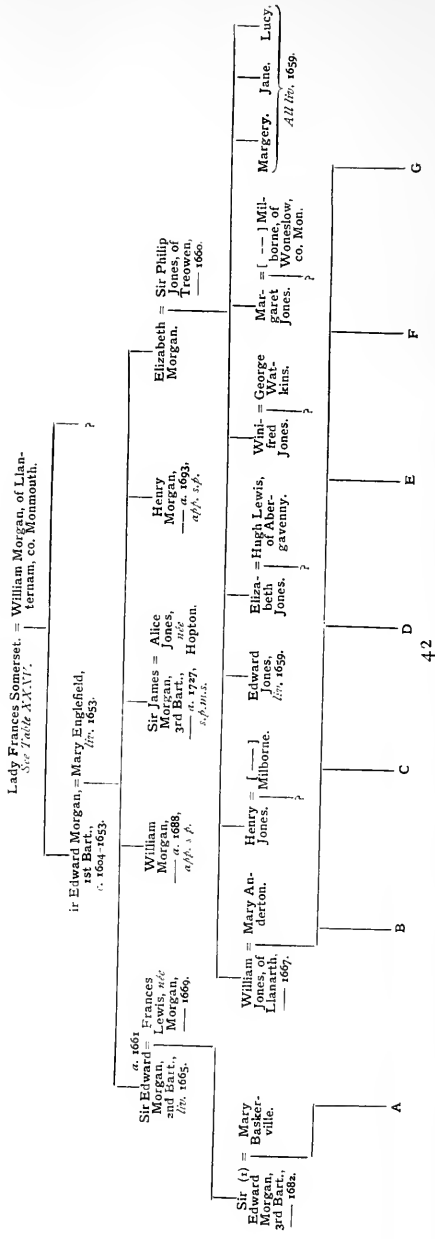 Lady Frances Somerset. = William Morgan, of Llan-
See Table XXXIV. ternam, co. Monmouth.
ir Edward Morgan, = Mary Englefield,
1st Bart., liv. 1653.
c. 1604-1653.
?
a. 1661
Sir Edward = Frances
Morgan, Lewis, née
2nd Bart., Morgan,
liv. 1665. —— 1669.
William
Morgan,
—— a. 1688,
app. s p.
Sir James = Alice
Morgan, Jones,
3rd Bart., née
—— a. 1727, Hopton.
s.p.m.s.
Henry
Morgan,
—— a. 1693,
app. s.p.
Elizabeth = Sir Philip
Morgan. Jones, of
Treowen,
—— 1660.
Sir (1) = Mary
Edward Basker-
Morgan, ville.
3rd Bart.,
—— 1682.
William = Mary An-
Jones, of derton.
Llanarth.
—— 1667.
Henry = [ —— ]
Jones. Milborne.
?
Edward
Jones,
liv. 1659.
Eliza- = Hugh Lewis,
beth of Aber-
Jones. gavenny.
?
Wini- = George
fred Wat-
Jones. kins.
?
Mar- = [ —— ] Mil-
garet borne, of
Jones. Woneslow,
co. Mon.
?
Margery. Jane. Lucy.
All liv. 1659.
A B C D E F G
42